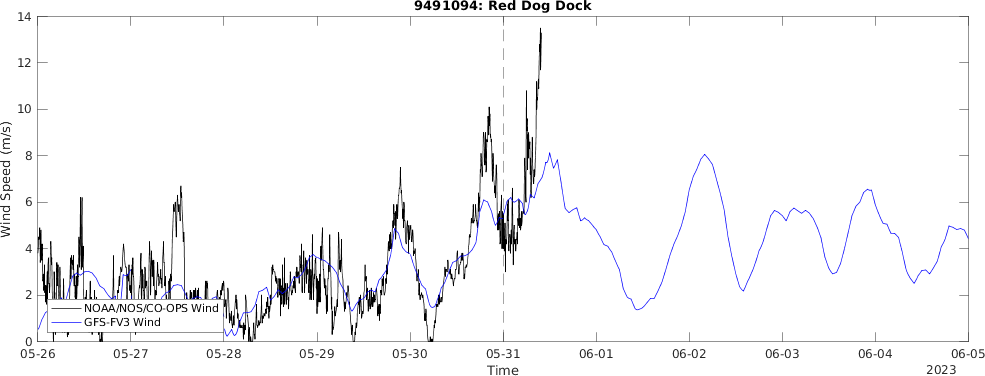 9491094: Red Dog Dock
Wind Speed (m/s)
14
12
10
8
6
4
2
0
NOAA/NOS/CO-OPS Wind
GFS-FV3 Wind
05-26 05-27 05-28 05-29 05-30 05-31 06-01 06-02 06-03 06-04 06-05
Time
2023